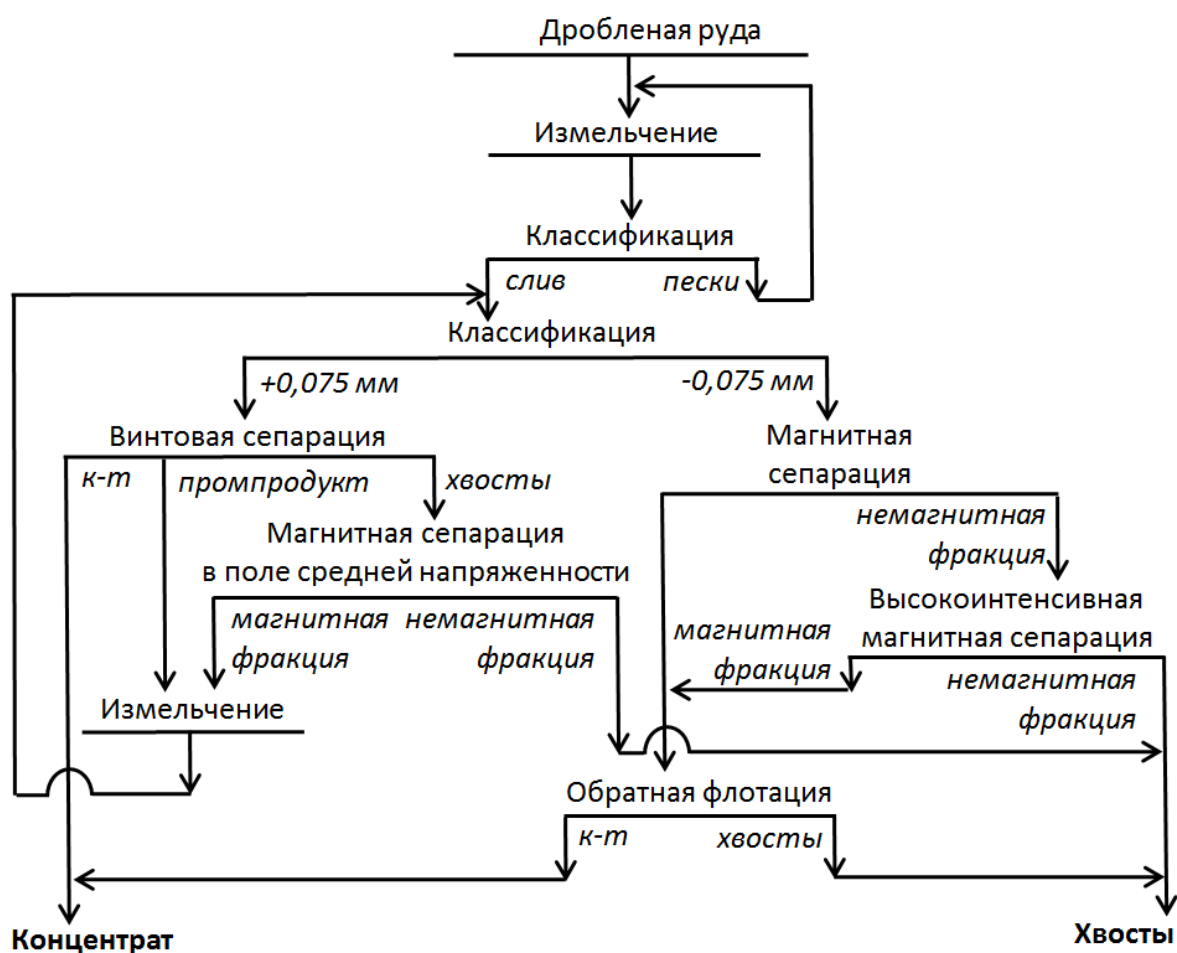 Дробленая руда
Измельчение
Классификация
слив
пески
Классификация
+0,075 мм
-0,075 мм
Винтовая сепарация
Магнитная
сепарация
к-т
промпродукт
хвосты
немагнитная
фракция
Магнитная сепарация
в поле средней напряженности
Высокоинтенсивная
магнитная сепарация
магнитная
фракция
немагнитная
фракция
магнитная
фракция
немагнитная
фракция
Измельчение
Обратная флотация
к-т
хвосты
Концентрат
Хвосты